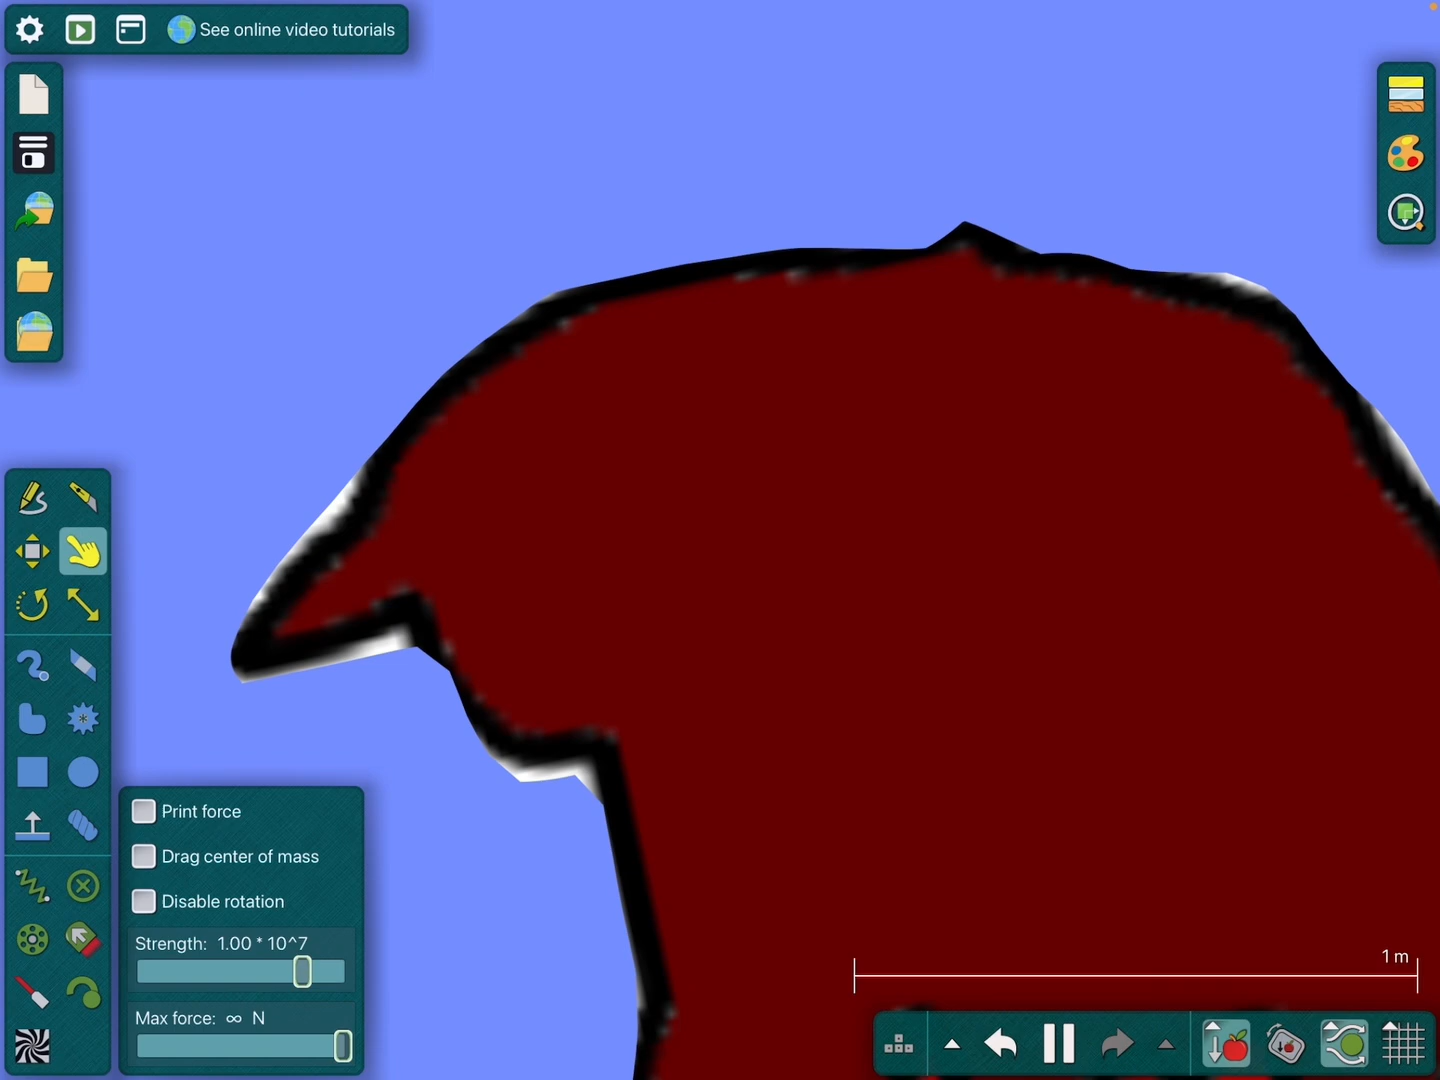 See online video tutorials
Print force
Drag center of mass
Disable rotation
Strength: 1.00 * 10^7
Max force: ∞ N
1 m